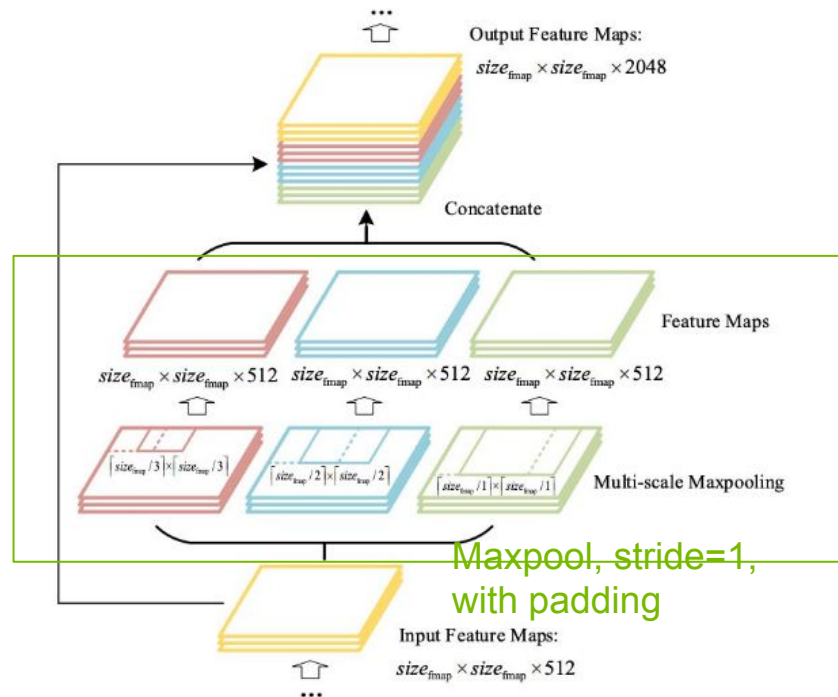 ...
Output Feature Maps:
size_fmap × size_fmap × 2048
Concatenate
Feature Maps
size_fmap × size_fmap × 512 size_fmap × size_fmap × 512 size_fmap × size_fmap × 512
⌈size_fmap /3⌉×⌈size_fmap /3⌉ ⌈size_fmap /2⌉×⌈size_fmap /2⌉ ⌈size_fmap /1⌉×⌈size_fmap /1⌉
Multi-scale Maxpooling
Maxpool, stride=1,
with padding
Input Feature Maps:
size_fmap × size_fmap × 512
...